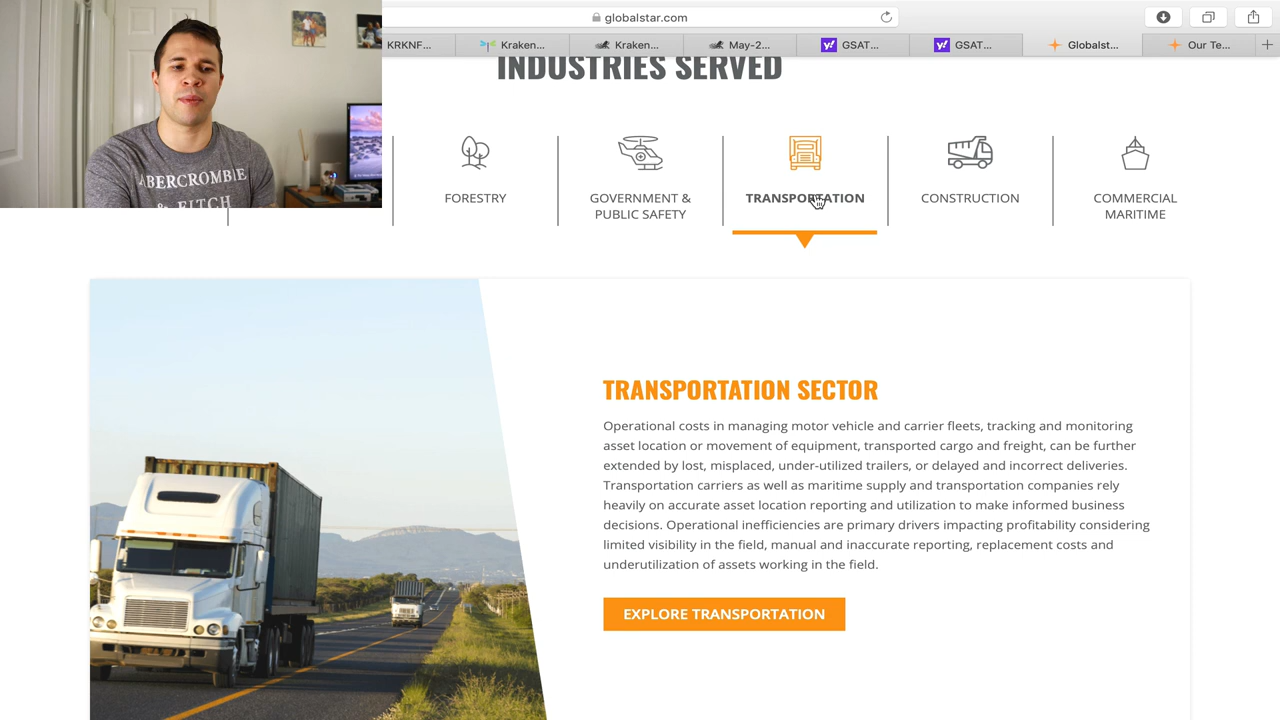 globalstar.com
KRKNF...
Kraken...
Kraken...
May-2...
GSAT...
GSAT...
Globalst...
Our Te...
INDUSTRIES SERVED
ABERCROMBIE
& FITCH
FORESTRY
GOVERNMENT &
PUBLIC SAFETY
TRANSPORTATION
CONSTRUCTION
COMMERCIAL
MARITIME
TRANSPORTATION SECTOR
Operational costs in managing motor vehicle and carrier fleets, tracking and monitoring
asset location or movement of equipment, transported cargo and freight, can be further
extended by lost, misplaced, under-utilized trailers, or delayed and incorrect deliveries.
Transportation carriers as well as maritime supply and transportation companies rely
heavily on accurate asset location reporting and utilization to make informed business
decisions. Operational inefficiencies are primary drivers impacting profitability considering
limited visibility in the field, manual and inaccurate reporting, replacement costs and
underutilization of assets working in the field.
EXPLORE TRANSPORTATION